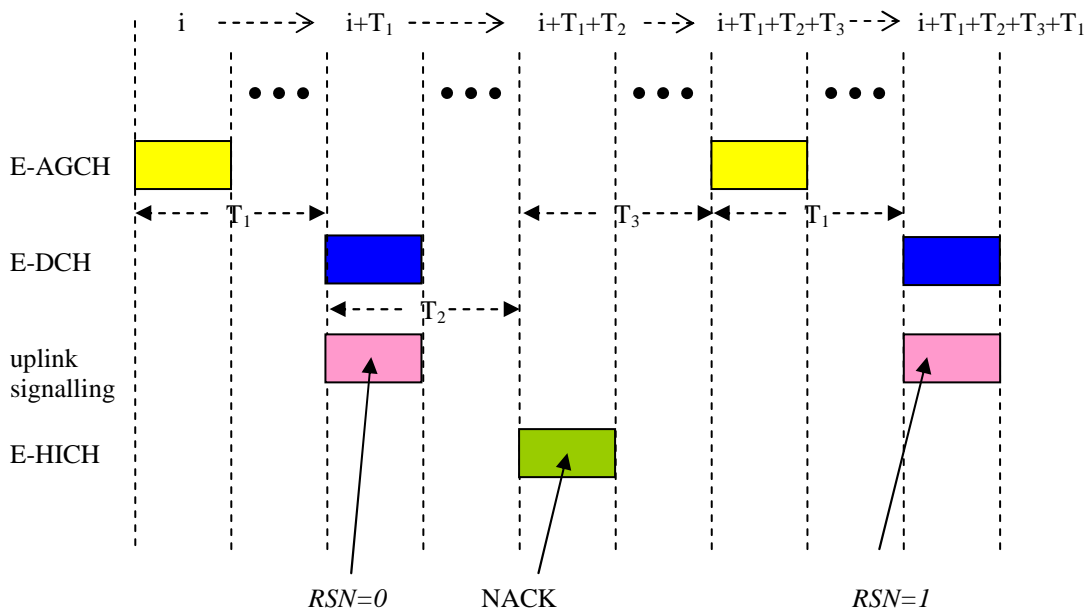 i i+T₁ i+T₁+T₂ i+T₁+T₂+T₃ i+T₁+T₂+T₃+T₁
E-AGCH
T₁ T₃ T₁
E-DCH
T₂
uplink
signalling
E-HICH
RSN=0 NACK RSN=1